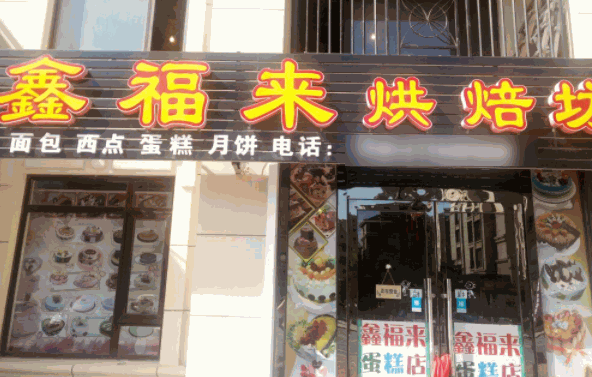 鑫福来烘焙坊
面包 西点 蛋糕 月饼 电话：
鑫福来
蛋糕店
鑫福来
蛋糕店